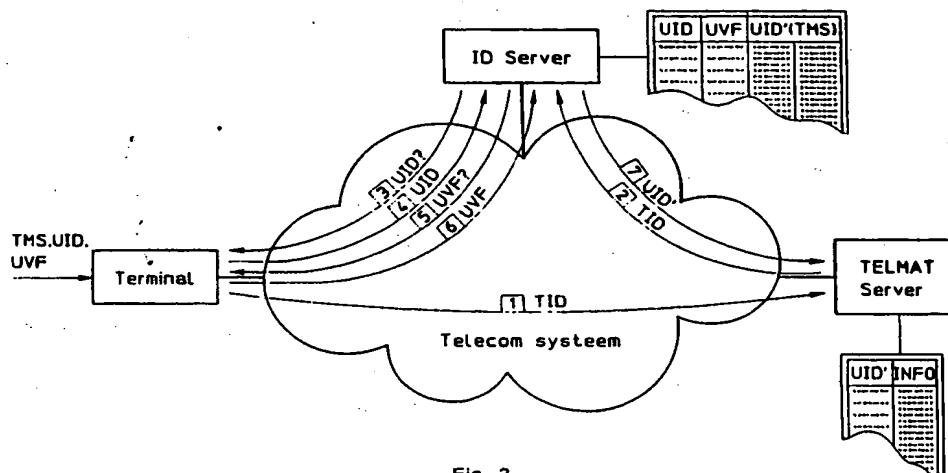 UID UVF UID'(TMS)
ID Server
3 UID?
4 UID
5 UVF?
6 UVF
7 UID'
2 TID
TMS.UID.
UVF
Terminal
TELMAT
Server
1 TID
Telecom systeem
UID' INFO